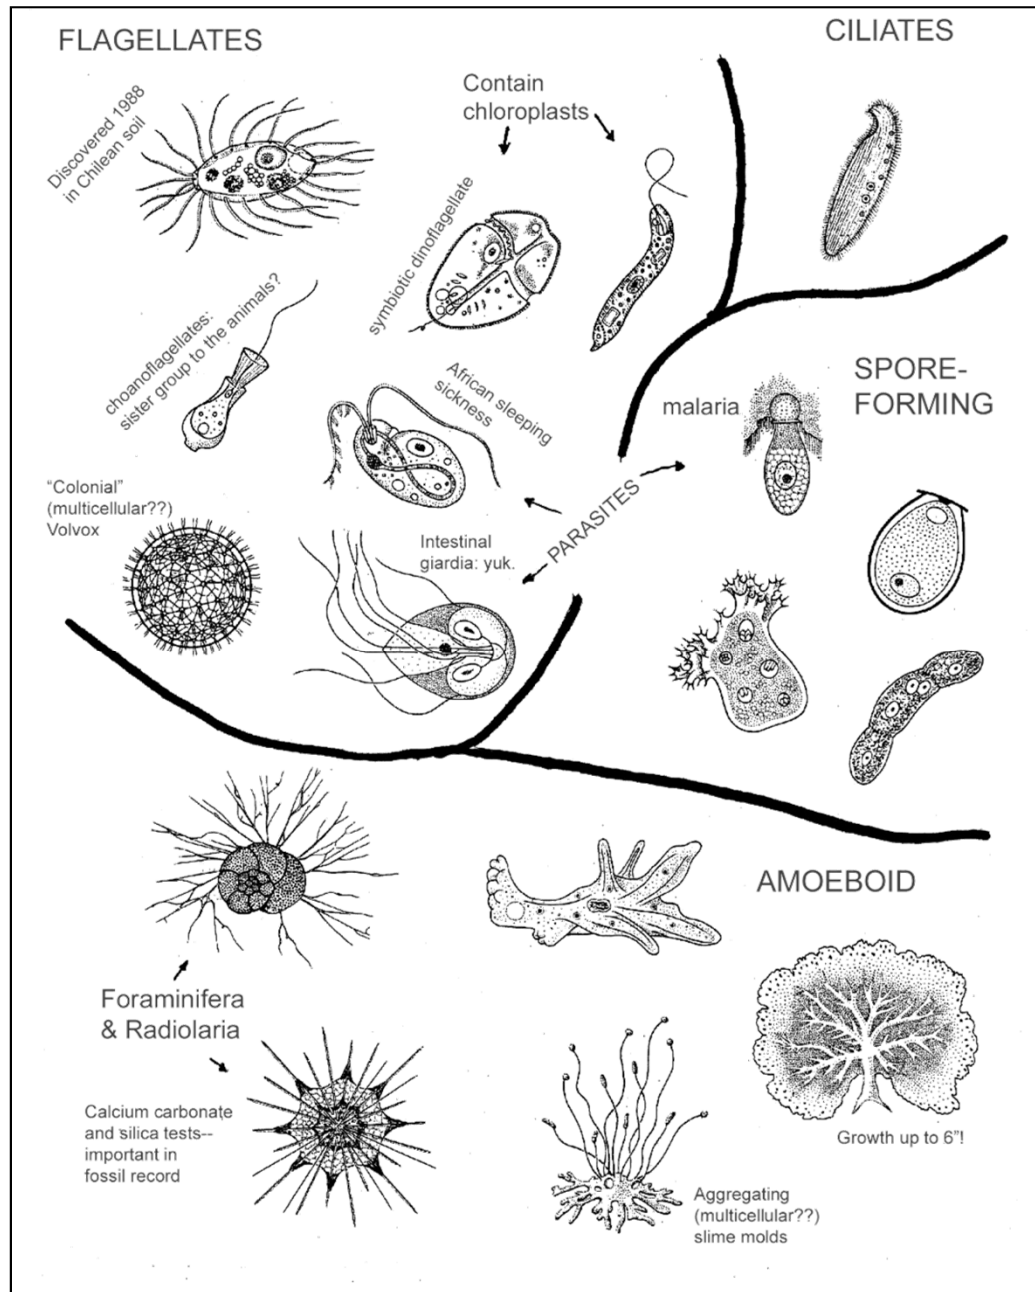 FLAGELLATES
CILIATES
Discovered 1988
in Chilean soil
Contain
chloroplasts
symbiotic dinoflagellate
choanoflagellates:
sister group to the animals?
African sleeping
sickness
SPORE-
FORMING
malaria
PARASITES
"Colonial"
(multicellular??)
Volvox
Intestinal
giardia: yuk.
AMOEBOID
Foraminifera
& Radiolaria
Calcium carbonate
and silica tests--
important in
fossil record
Growth up to 6"!
Aggregating
(multicellular??)
slime molds